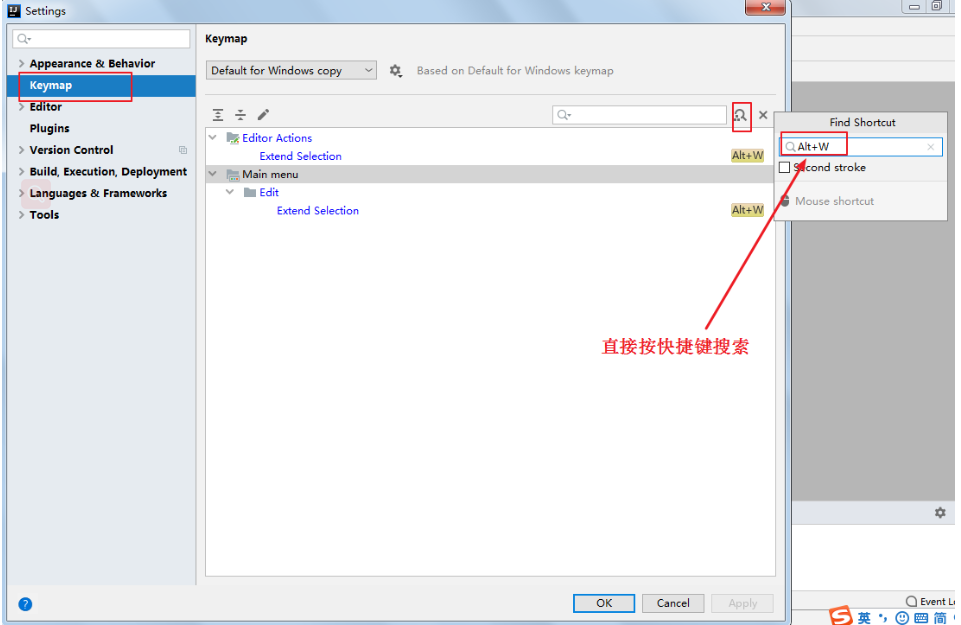 Settings
Keymap
Appearance & Behavior
Keymap
Editor
Plugins
Version Control
Build, Execution, Deployment
Languages & Frameworks
Tools
Default for Windows copy
Based on Default for Windows keymap
Editor Actions
Extend Selection Alt+W
Main menu
Edit
Extend Selection Alt+W
Find Shortcut
Alt+W
Second stroke
Mouse shortcut
直接按快捷键搜索
OK
Cancel
Apply
Event L
英
简